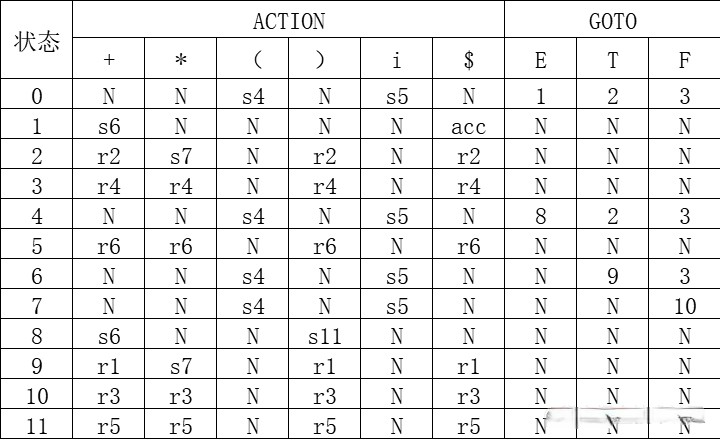 状态 ACTION GOTO
+ * ( ) i $ E T F
0 N N s4 N s5 N 1 2 3
1 s6 N N N N acc N N N
2 r2 s7 N r2 N r2 N N N
3 r4 r4 N r4 N r4 N N N
4 N N s4 N s5 N 8 2 3
5 r6 r6 N r6 N r6 N N N
6 N N s4 N s5 N N 9 3
7 N N s4 N s5 N N N 10
8 s6 N N s11 N N N N N
9 r1 s7 N r1 N r1 N N N
10 r3 r3 N r3 N r3 N N N
11 r5 r5 N r5 N r5 N N N